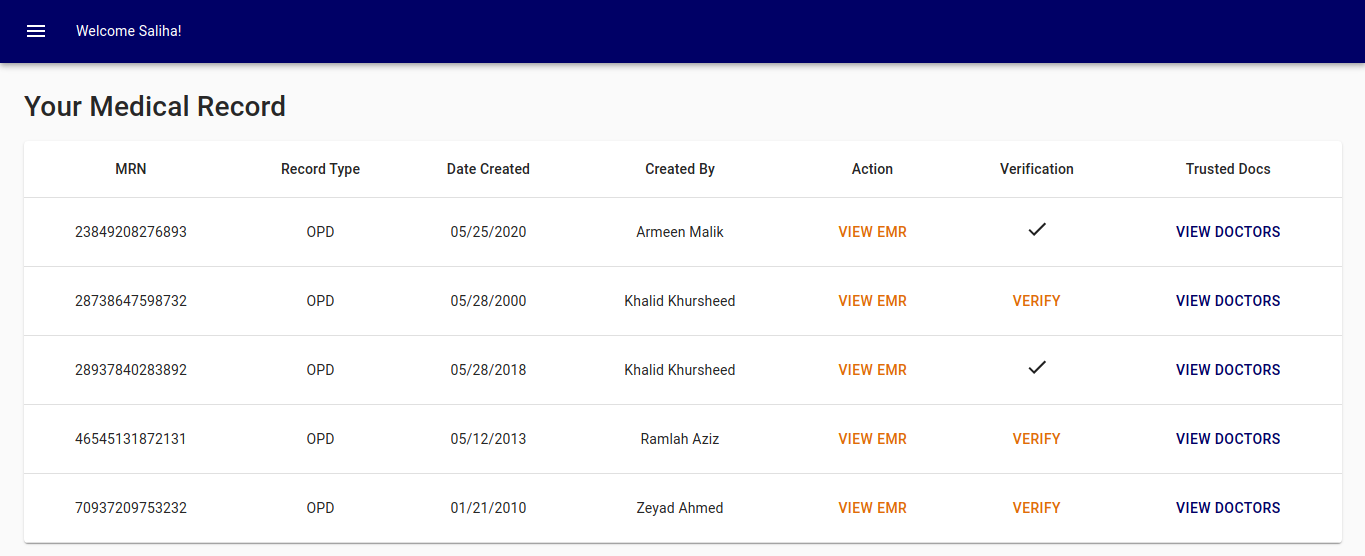 Welcome Saliha!
Your Medical Record
MRN Record Type Date Created Created By Action Verification Trusted Docs
23849208276893 OPD 05/25/2020 Armeen Malik VIEW EMR VIEW DOCTORS
28738647598732 OPD 05/28/2000 Khalid Khursheed VIEW EMR VERIFY VIEW DOCTORS
28937840283892 OPD 05/28/2018 Khalid Khursheed VIEW EMR VIEW DOCTORS
46545131872131 OPD 05/12/2013 Ramlah Aziz VIEW EMR VERIFY VIEW DOCTORS
70937209753232 OPD 01/21/2010 Zeyad Ahmed VIEW EMR VERIFY VIEW DOCTORS